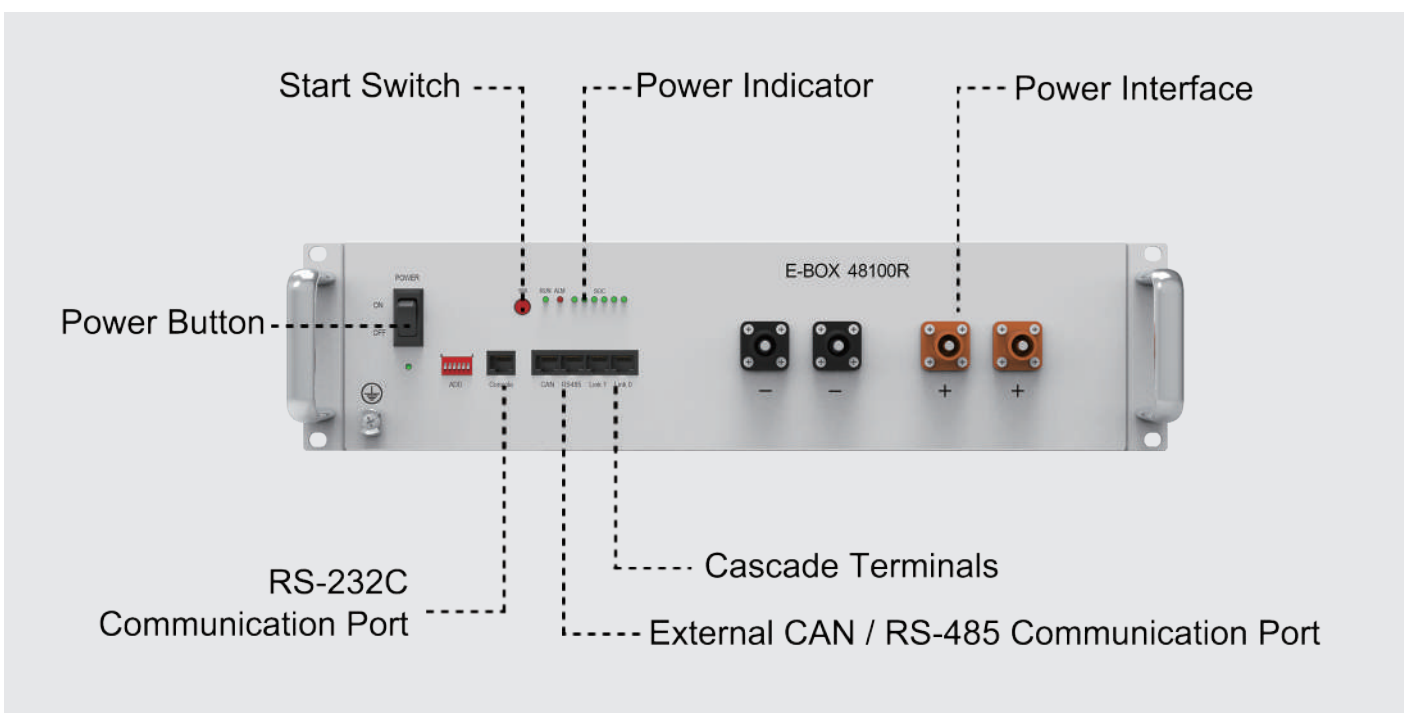 Start Switch
Power Indicator
Power Interface
E-BOX 48100R
POWER
RUN ALM
SOC
ON
Power Button
OFF
ADD
Console
CAN RS485 Link 1 Link 0
− − + +
Cascade Terminals
RS-232C
Communication Port
External CAN / RS-485 Communication Port